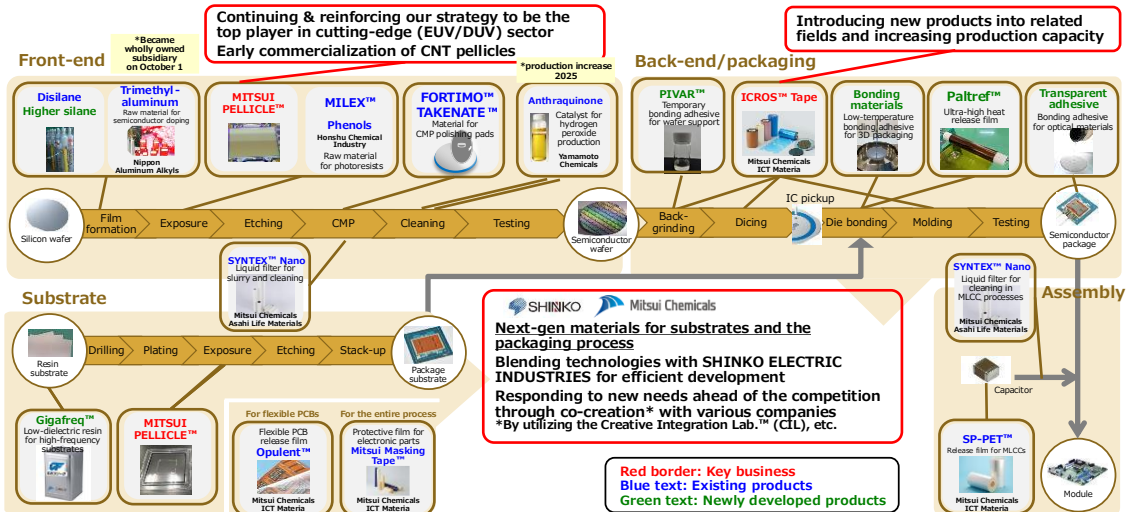 Continuing & reinforcing our strategy to be the
top player in cutting-edge (EUV/DUV) sector
Early commercialization of CNT pellicles
Introducing new products into related
fields and increasing production capacity
*Became
wholly owned
subsidiary
on October 1
Front-end
*production increase
2025
Back-end/packaging
Disilane
Higher silane
Trimethyl-
aluminum
Raw material for
semiconductor doping
Nippon
Aluminum Alkyls
MITSUI
PELLICLE™
MILEX™
Phenols
Honshu Chemical
Industry
Raw material
for photoresists
FORTIMO™
TAKENATE™
Material for
CMP polishing pads
Anthraquinone
Catalyst for
hydrogen
peroxide
production
Yamamoto
Chemicals
PIVAR™
Temporary
bonding adhesive
for wafer support
ICROS™ Tape
Mitsui Chemicals
ICT Materia
Bonding
materials
Low-temperature
bonding adhesive
for 3D packaging
Paltref™
Ultra-high heat
release film
Transparent
adhesive
Bonding adhesive
for optical materials
Silicon wafer
Film
formation
Exposure
Etching
CMP
Cleaning
Testing
Semiconductor
wafer
Back-
grinding
Dicing
IC pickup
Die bonding
Molding
Testing
Semiconductor
package
SYNTEX™ Nano
Liquid filter for
slurry and cleaning
Mitsui Chemicals
Asahi Life Materials
Substrate
Resin
substrate
Drilling
Plating
Exposure
Etching
Stack-up
Package
substrate
Gigafreq™
Low-dielectric resin
for high-frequency
substrates
MITSUI
PELLICLE™
For flexible PCBs
Flexible PCB
release film
Opulent™
Mitsui Chemicals
ICT Materia
For the entire process
Protective film for
electronic parts
Mitsui Masking
Tape™
Mitsui Chemicals
ICT Materia
SHINKO
Mitsui Chemicals
Next-gen materials for substrates and the
packaging process
Blending technologies with SHINKO ELECTRIC
INDUSTRIES for efficient development
Responding to new needs ahead of the competition
through co-creation* with various companies
*By utilizing the Creative Integration Lab.™ (CIL), etc.
Red border: Key business
Blue text: Existing products
Green text: Newly developed products
Assembly
SYNTEX™ Nano
Liquid filter for
cleaning in
MLCC processes
Mitsui Chemicals
Asahi Life Materials
Capacitor
SP-PET™
Release film for MLCCs
Mitsui Chemicals
ICT Materia
Module